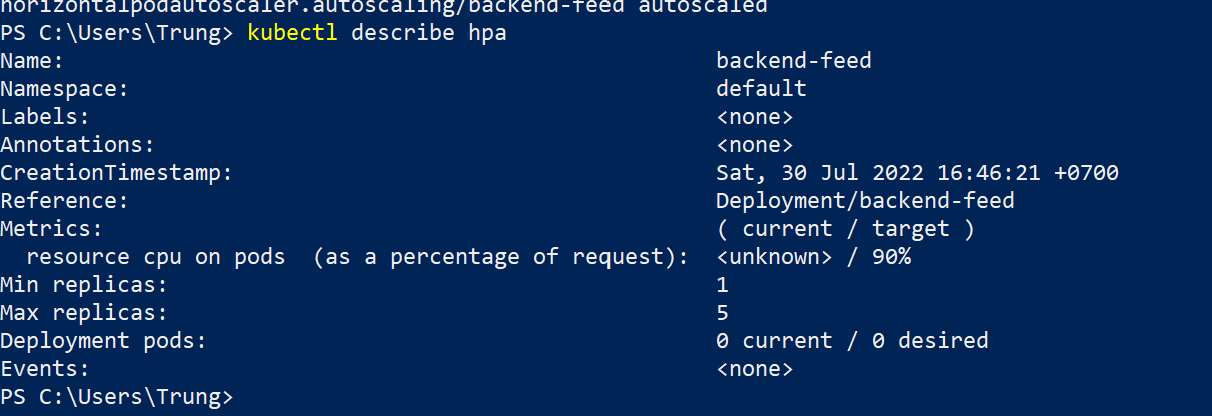 horizontalpodautoscaler.autoscaling/backend-feed autoscaled
PS C:\Users\Trung> kubectl describe hpa
Name: backend-feed
Namespace: default
Labels: <none>
Annotations: <none>
CreationTimestamp: Sat, 30 Jul 2022 16:46:21 +0700
Reference: Deployment/backend-feed
Metrics: ( current / target )
resource cpu on pods (as a percentage of request): <unknown> / 90%
Min replicas: 1
Max replicas: 5
Deployment pods: 0 current / 0 desired
Events: <none>
PS C:\Users\Trung>